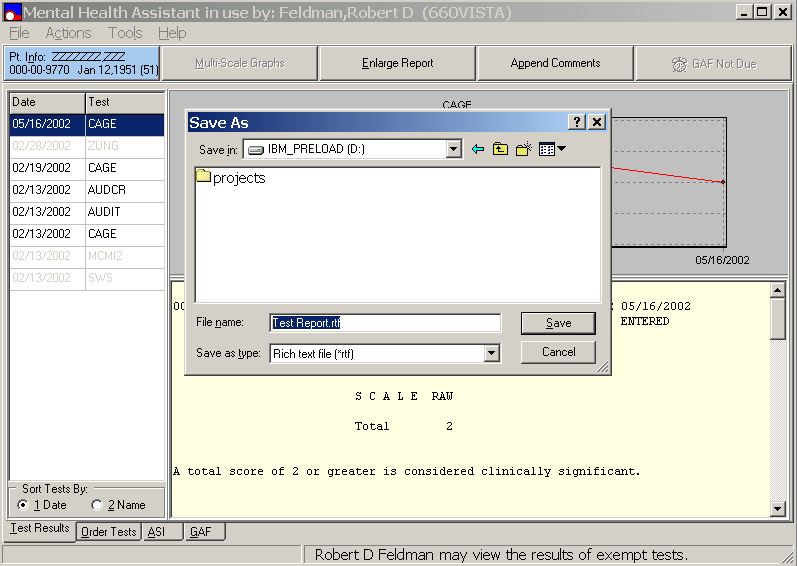 Mental Health Assistant in use by: Feldman,Robert D (660VISTA)
File Actions Tools Help
Pt. Info: ZZZZZZZ ZZZ
000-00-9770 Jan 12,1951 (51)
Multi-Scale Graphs
Enlarge Report
Append Comments
GAF Not Due
Date Test
05/16/2002 CAGE
02/28/2002 ZUNG
02/19/2002 CAGE
02/13/2002 AUDCR
02/13/2002 AUDIT
02/13/2002 CAGE
02/13/2002 MCMI2
02/13/2002 SWS
Sort Tests By:
1 Date 2 Name
CAGE
05/16/2002
Save As
Save in: IBM_PRELOAD (D:)
projects
File name: Test Report.rtf
Save
Save as type: Rich text file (*rtf)
Cancel
05/16/2002
ENTERED
S C A L E RAW
Total 2
A total score of 2 or greater is considered clinically significant.
Test Results Order Tests ASI GAF
Robert D Feldman may view the results of exempt tests.